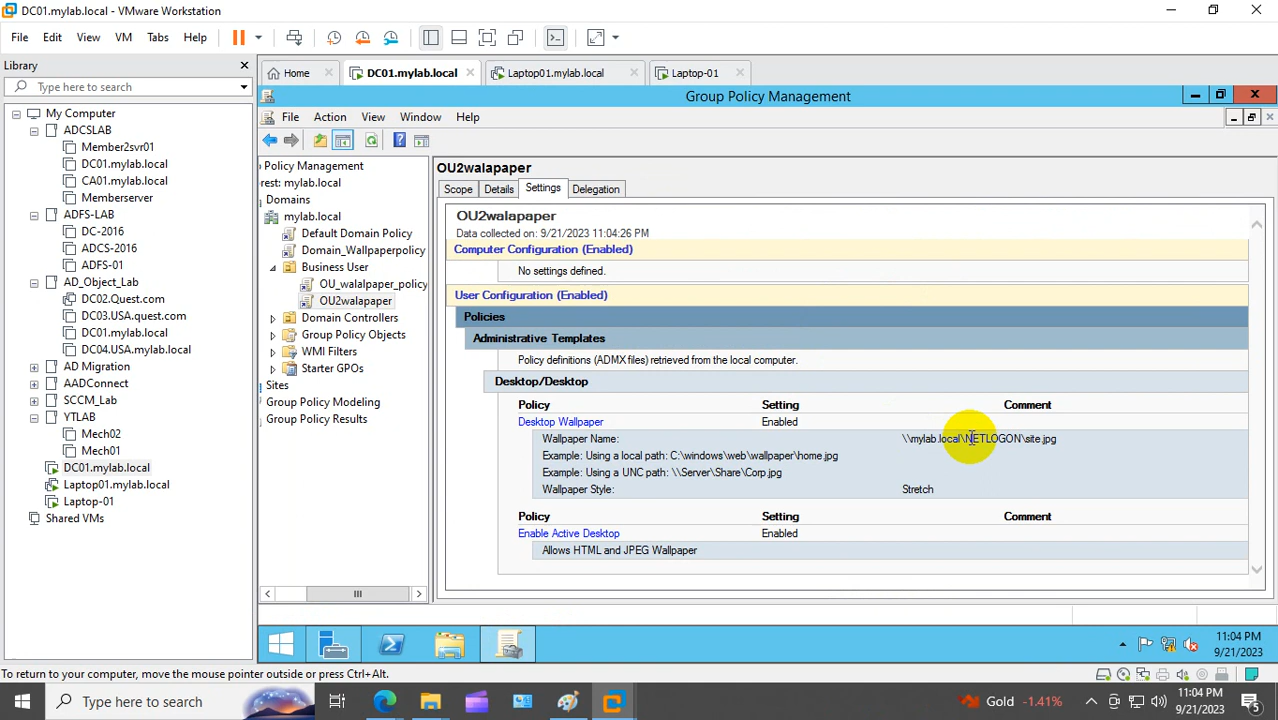 DC01.mylab.local - VMware Workstation
File Edit View VM Tabs Help
Library
Type here to search
My Computer
ADCSLAB
Member2svr01
DC01.mylab.local
CA01.mylab.local
Memberserver
ADFS-LAB
DC-2016
ADCS-2016
ADFS-01
AD_Object_Lab
DC02.Quest.com
DC03.USA.quest.com
DC01.mylab.local
DC04.USA.mylab.local
AD Migration
AADConnect
SCCM_Lab
YTLAB
Mech02
Mech01
DC01.mylab.local
Laptop01.mylab.local
Laptop-01
Shared VMs
Home DC01.mylab.local Laptop01.mylab.local Laptop-01
Group Policy Management
File Action View Window Help
Policy Management
rest: mylab.local
Domains
mylab.local
Default Domain Policy
Domain_Wallpaperpolicy
Business User
OU_walalpaper_policy
OU2walapaper
Domain Controllers
Group Policy Objects
WMI Filters
Starter GPOs
Sites
Group Policy Modeling
Group Policy Results
OU2walapaper
Scope Details Settings Delegation
OU2walapaper
Data collected on: 9/21/2023 11:04:26 PM
Computer Configuration (Enabled)
No settings defined.
User Configuration (Enabled)
Policies
Administrative Templates
Policy definitions (ADMX files) retrieved from the local computer.
Desktop/Desktop
Policy Setting Comment
Desktop Wallpaper Enabled
Wallpaper Name: \\mylab.local\NETLOGON\site.jpg
Example: Using a local path: C:\windows\web\wallpaper\home.jpg
Example: Using a UNC path: \\Server\Share\Corp.jpg
Wallpaper Style: Stretch
Policy Setting Comment
Enable Active Desktop Enabled
Allows HTML and JPEG Wallpaper
11:04 PM
9/21/2023
To return to your computer, move the mouse pointer outside or press Ctrl+Alt.
Type here to search
Gold -1.41%
11:04 PM
9/21/2023
5